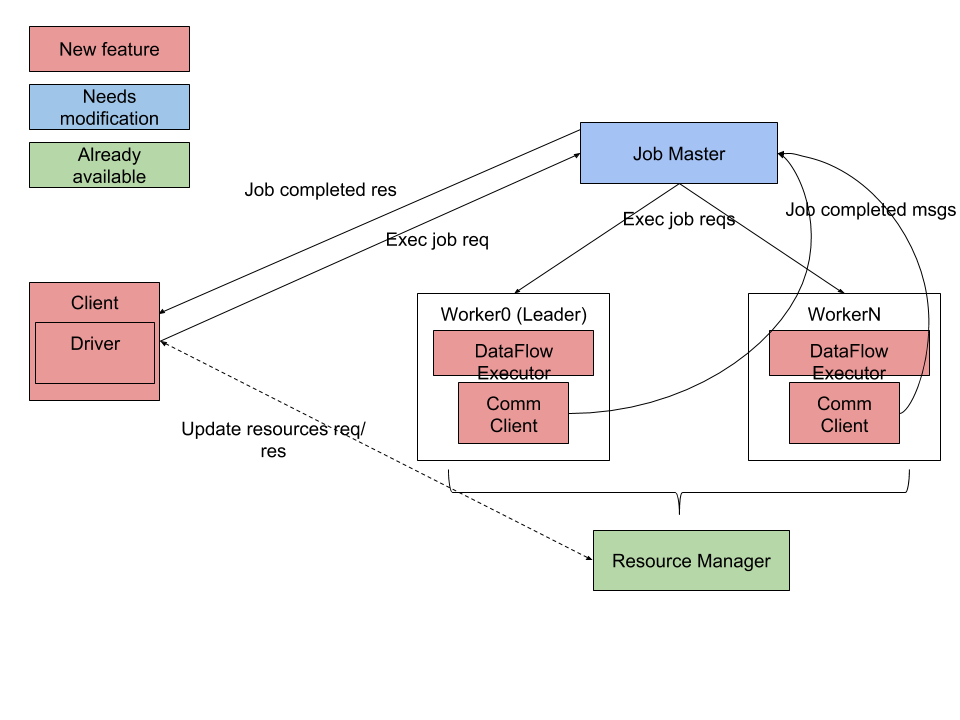 New feature
Needs
modification
Already
available
Job Master
Job completed res
Exec job req
Exec job reqs
Job completed msgs
Client
Driver
Worker0 (Leader)
DataFlow
Executor
Comm
Client
WorkerN
DataFlow
Executor
Comm
Client
Update resources req/
res
Resource Manager